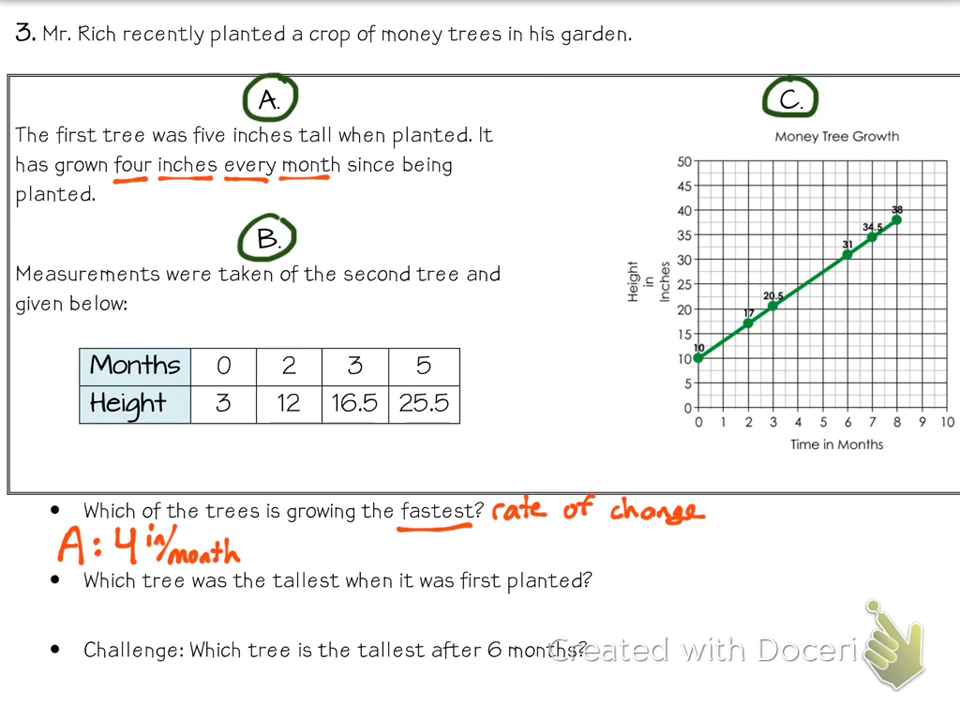 3. Mr. Rich recently planted a crop of money trees in his garden.
A.
The first tree was five inches tall when planted. It
has grown four inches every month since being
planted.
B.
Measurements were taken of the second tree and
given below:
Months 0 2 3 5
Height 3 12 16.5 25.5
C.
Money Tree Growth
Height
in
Inches
50
45
40
35
30
25
20
15
10
5
0
10
17
20.5
31
34.5
38
0 1 2 3 4 5 6 7 8 9 10
Time in Months
• Which of the trees is growing the fastest? rate of change
A: 4 in/month
• Which tree was the tallest when it was first planted?
• Challenge: Which tree is the tallest after 6 months?
Created with Doceri